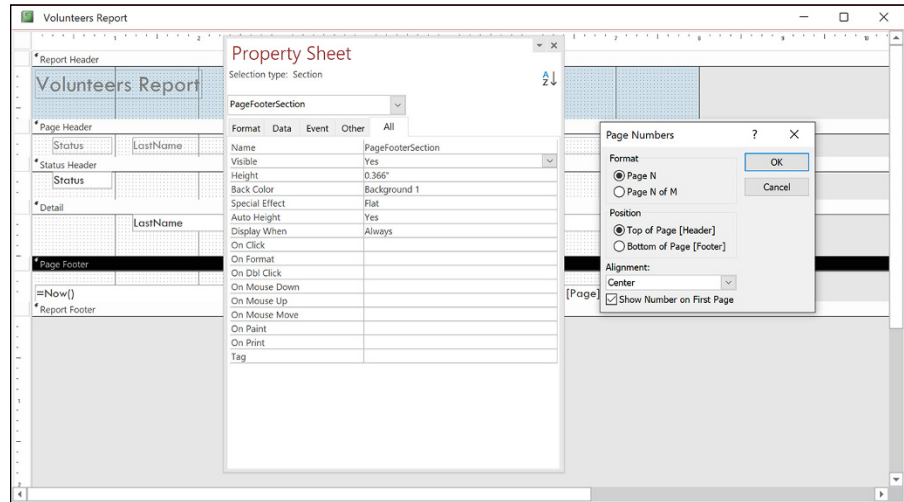 Volunteers Report
Report Header
Volunteers Report
Page Header
Status
LastName
Status Header
Status
Detail
LastName
Page Footer
=Now()
[Page]
Report Footer
Property Sheet
Selection type: Section
PageFooterSection
Format Data Event Other All
Name PageFooterSection
Visible Yes
Height 0.366"
Back Color Background 1
Special Effect Flat
Auto Height Yes
Display When Always
On Click
On Format
On Dbl Click
On Mouse Down
On Mouse Up
On Mouse Move
On Paint
On Print
Tag
Page Numbers
Format
Page N
Page N of M
OK
Cancel
Position
Top of Page [Header]
Bottom of Page [Footer]
Alignment:
Center
Show Number on First Page